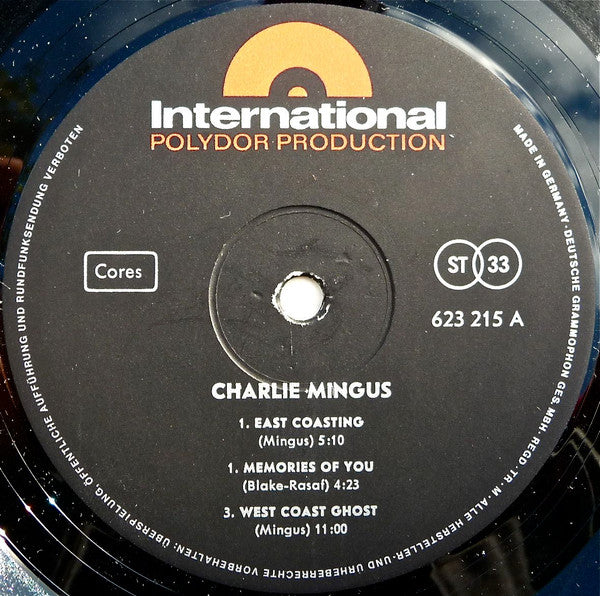 International
POLYDOR PRODUCTION
Cores
ST 33
623 215 A
CHARLIE MINGUS
1. EAST COASTING
(Mingus) 5:10
1. MEMORIES OF YOU
(Blake-Rasaf) 4:23
3. WEST COAST GHOST
(Mingus) 11:00
MADE IN GERMANY · DEUTSCHE GRAMMOPHON GES. MBH · REGD. TR. M · ALLE HERSTELLER- UND URHEBERRECHTE VORBEHALTEN: ÜBERSPIELUNG, ÖFFENTLICHE AUFFÜHRUNG UND RUNDFUNKSENDUNG VERBOTEN